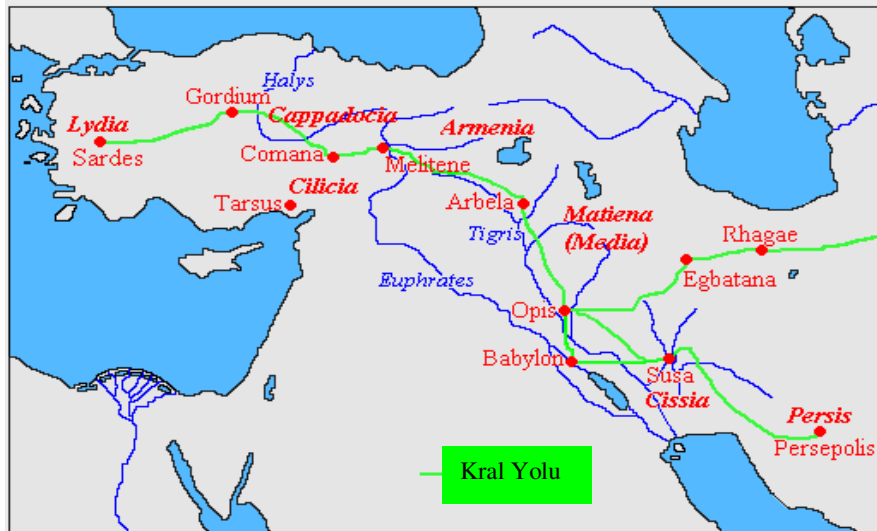 Halys
Gordium
Cappadocia
Lydia
Armenia
Sardes
Comana
Melitene
Cilicia
Tarsus
Arbela
Matiena
(Media)
Tigris
Rhagae
Egbatana
Euphrates
Opis
Babylon
Susa
Cissia
Persis
Persepolis
Kral Yolu